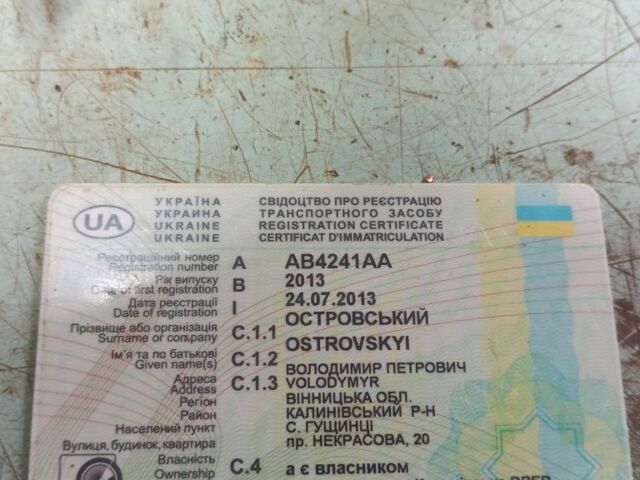 UA
УКРАЇНА СВІДОЦТВО ПРО РЕЄСТРАЦІЮ
УКРАИНА ТРАНСПОРТНОГО ЗАСОБУ
UKRAINE REGISTRATION CERTIFICATE
UKRAINE CERTIFICAT D'IMMATRICULATION
Реєстраційний номер
Registration number A АВ4241АА
Рік випуску
Date of first registration B 2013
Дата реєстрації
Date of registration I 24.07.2013
Прізвище або організація C.1.1 ОСТРОВСЬКИЙ
Surname or company OSTROVSKYI
Ім'я та по батькові C.1.2 ВОЛОДИМИР ПЕТРОВИЧ
Given name(s) VOLODYMYR
Адреса C.1.3 ВІННИЦЬКА ОБЛ.
Address
Регіон КАЛИНІВСЬКИЙ Р-Н
Район С. ГУЩИНЦІ
Населений пункт пр. НЕКРАСОВА, 20
Вулиця, будинок, квартира
Власність C.4 а є власником
Ownership